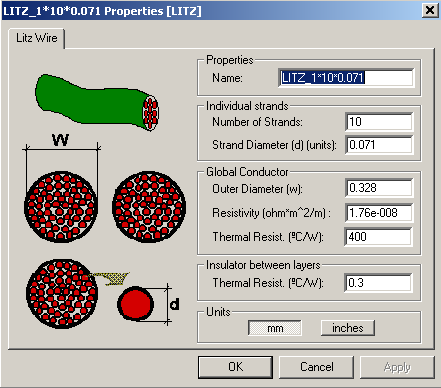 LITZ_1*10*0.071 Properties [LITZ]
Litz Wire
Properties
Name: LITZ_1*10*0.071
Individual strands
Number of Strands: 10
Strand Diameter (d) (units): 0.071
W
Global Conductor
Outer Diameter (w): 0.328
Resistivity (ohm*m^2/m) : 1.76e-008
Thermal Resist. (ºC/W): 400
Insulator between layers
Thermal Resist. (ºC/W): 0.3
d
Units
mm inches
OK Cancel Apply